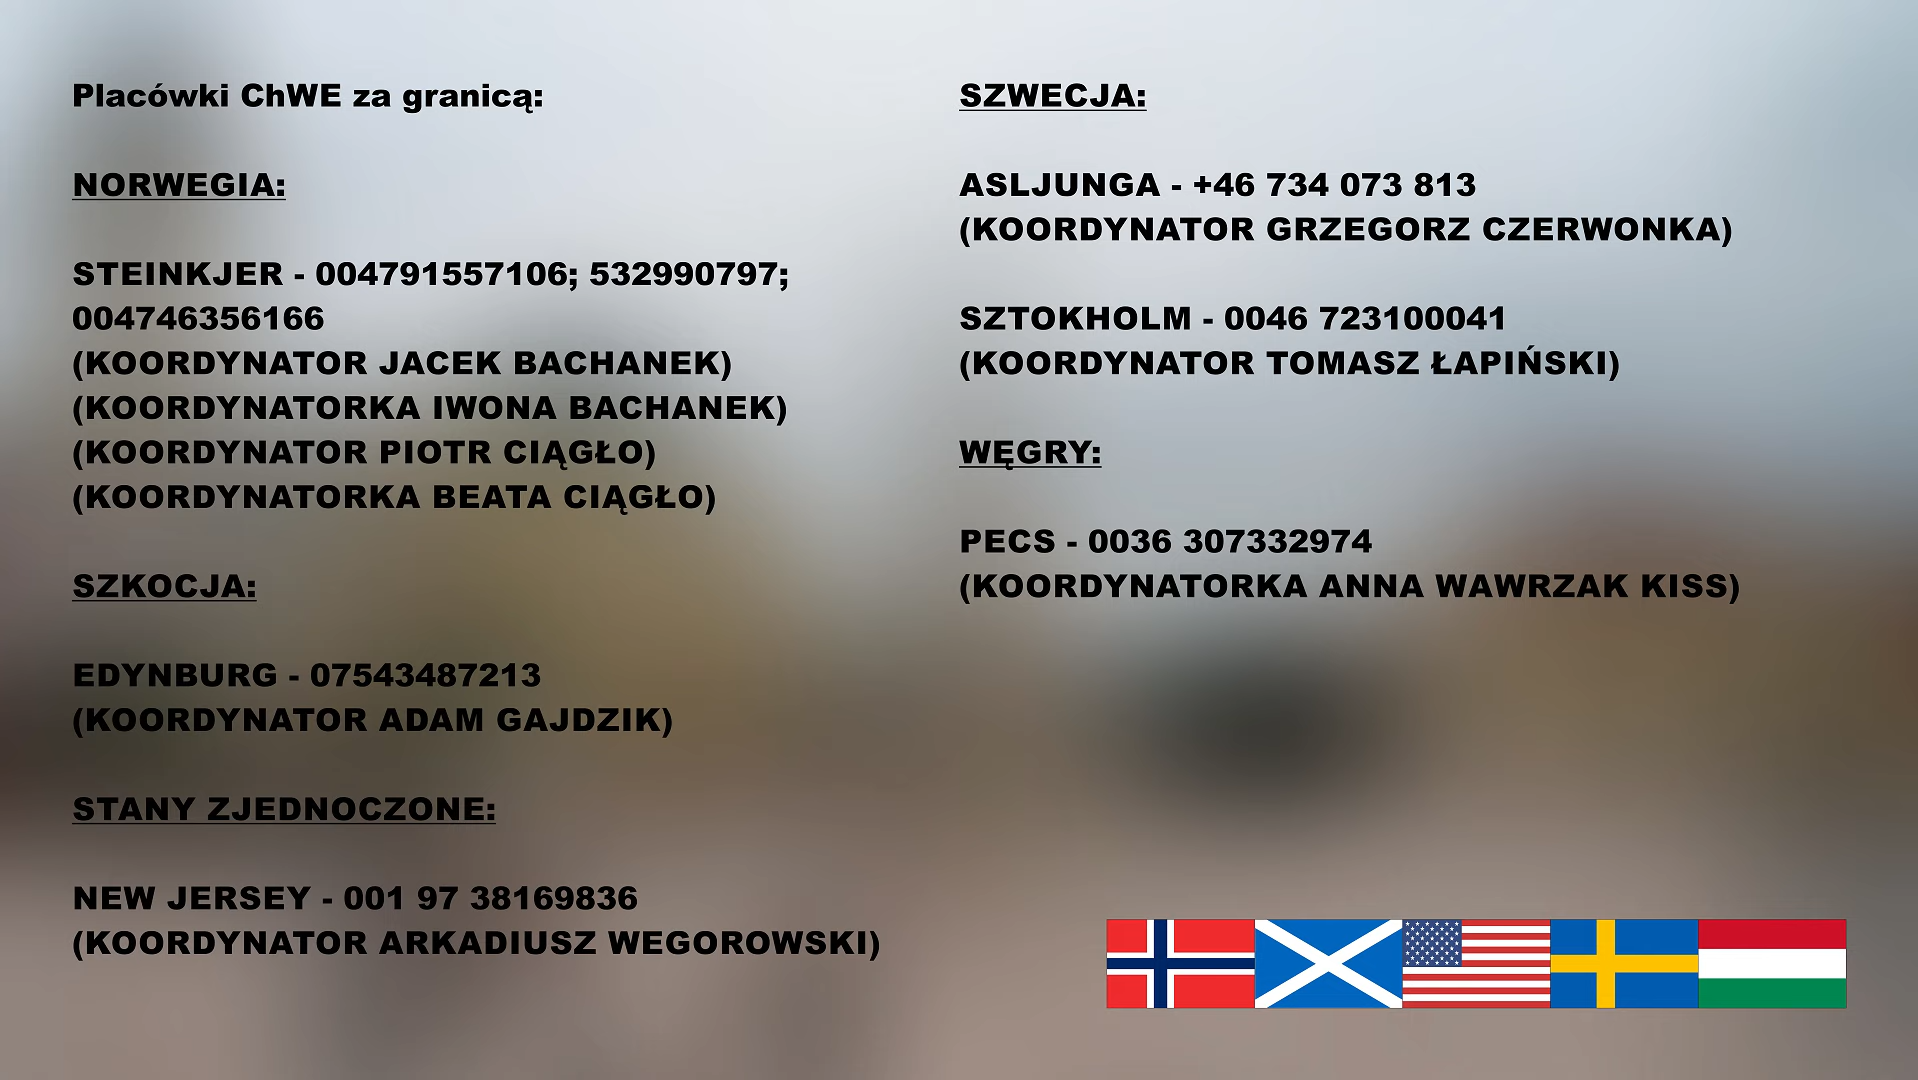 Placówki ChWE za granicą:
NORWEGIA:
STEINKJER - 004791557106; 532990797;
004746356166
(KOORDYNATOR JACEK BACHANEK)
(KOORDYNATORKA IWONA BACHANEK)
(KOORDYNATOR PIOTR CIĄGŁO)
(KOORDYNATORKA BEATA CIĄGŁO)
SZKOCJA:
EDYNBURG - 07543487213
(KOORDYNATOR ADAM GAJDZIK)
STANY ZJEDNOCZONE:
NEW JERSEY - 001 97 38169836
(KOORDYNATOR ARKADIUSZ WEGOROWSKI)
SZWECJA:
ASLJUNGA - +46 734 073 813
(KOORDYNATOR GRZEGORZ CZERWONKA)
SZTOKHOLM - 0046 723100041
(KOORDYNATOR TOMASZ ŁAPIŃSKI)
WĘGRY:
PECS - 0036 307332974
(KOORDYNATORKA ANNA WAWRZAK KISS)